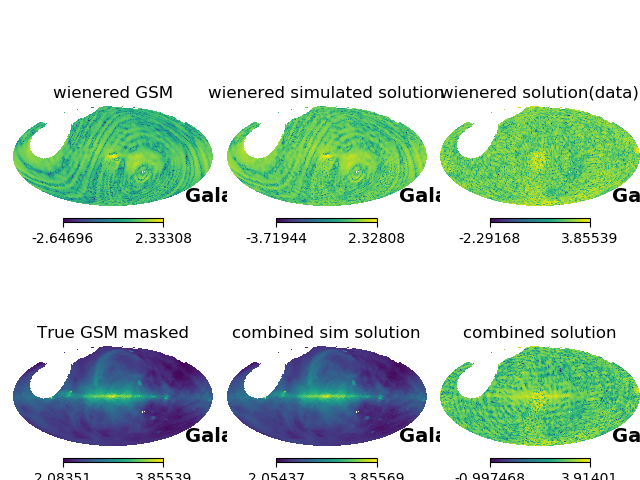 wienered GSM wienered simulated solution wienered solution(data)
Gala Gala Ga
-2.64696 2.33308 -3.71944 2.32808 -2.29168 3.85539
True GSM masked combined sim solution combined solution
Gala Gala Ga
2.08351 3.85539 2.05437 3.85569 -0.997468 3.91401